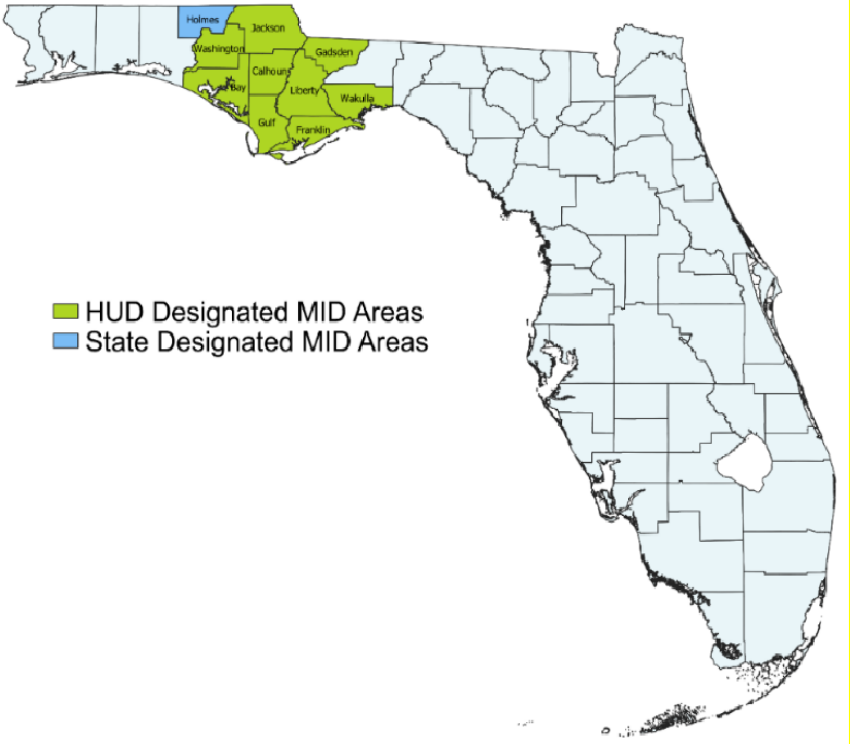 Holmes
Jackson
Washington
Gadsden
Calhoun
Bay
Liberty
Wakulla
Gulf
Franklin
HUD Designated MID Areas
State Designated MID Areas